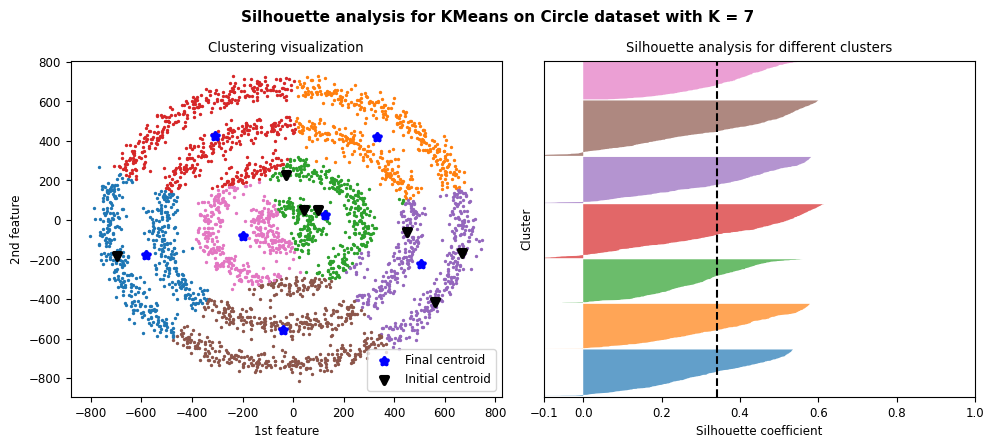 Silhouette analysis for KMeans on Circle dataset with K = 7
Clustering visualization
2nd feature
800
600
400
200
0
−200
−400
−600
−800
−800
−600
−400
−200
0
200
400
600
800
1st feature
Final centroid
Initial centroid
Silhouette analysis for different clusters
Cluster
−0.1
0.0
0.2
0.4
0.6
0.8
1.0
Silhouette coefficient